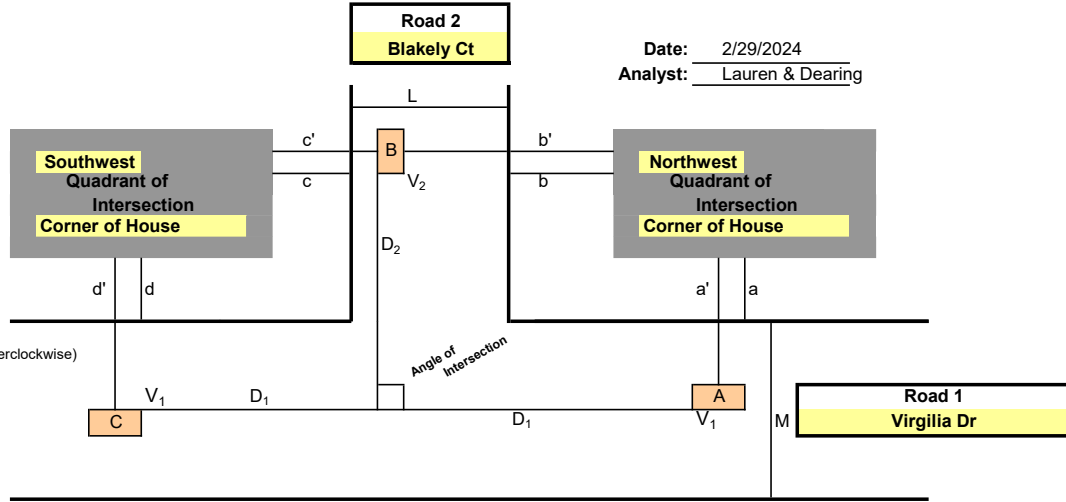 Road 2
Blakely Ct
Date: 2/29/2024
Analyst: Lauren & Dearing
L
c' B b'
Southwest Northwest
c V₂ b
Quadrant of Quadrant of
Intersection Intersection
Corner of House Corner of House
D₂
d' d a' a
erclockwise)
Angle of
Intersection
V₁ D₁ A Road 1
C D₁ V₁ M Virgilia Dr